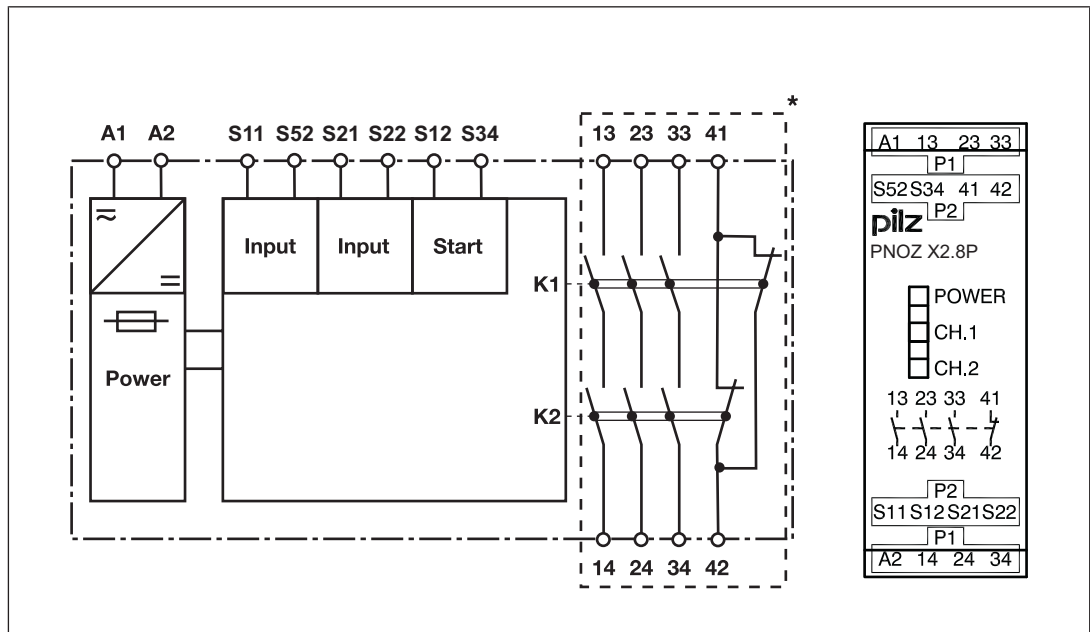 *
A1 A2 S11 S52 S21 S22 S12 S34 13 23 33 41
Input Input Start
K1
Power
K2
14 24 34 42
A1 13 23 33
P1
S52 S34 41 42
P2
pilz
PNOZ X2.8P
POWER
CH.1
CH.2
13 23 33 41
14 24 34 42
P2
S11 S12 S21 S22
P1
A2 14 24 34